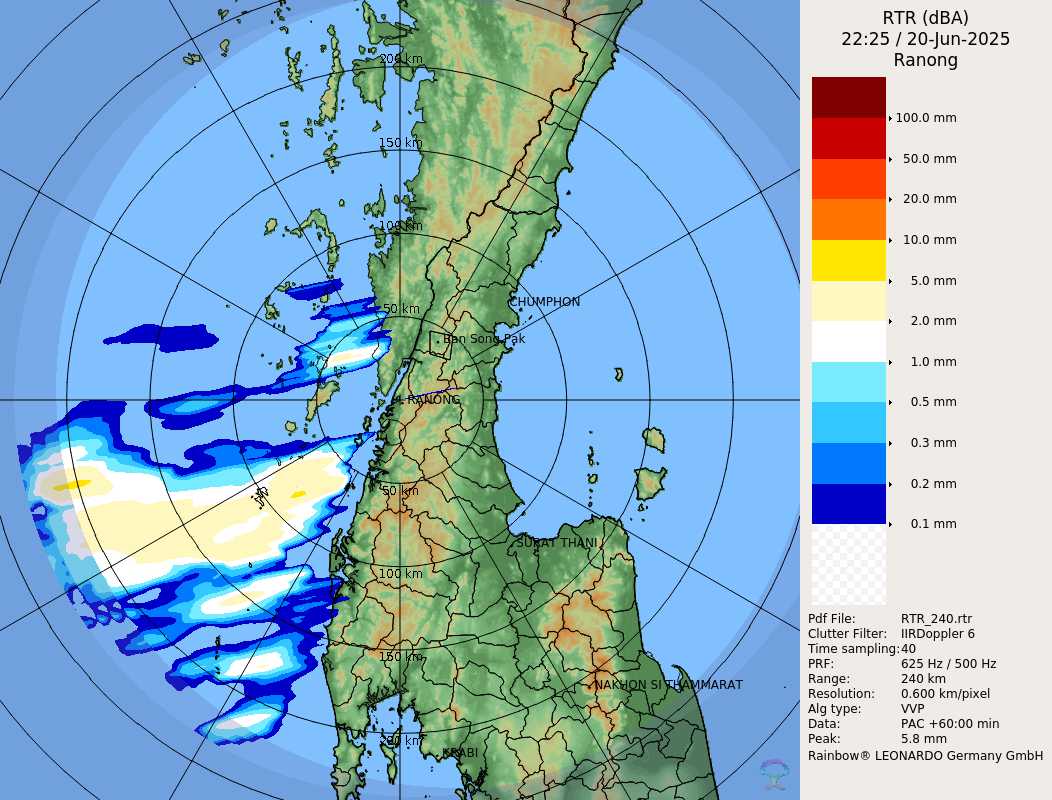 RTR (dBA)
22:25 / 20-Jun-2025
Ranong
100.0 mm
50.0 mm
20.0 mm
10.0 mm
5.0 mm
2.0 mm
1.0 mm
0.5 mm
0.3 mm
0.2 mm
0.1 mm
Pdf File: RTR_240.rtr
Clutter Filter: IIRDoppler 6
Time sampling:40
PRF: 625 Hz / 500 Hz
Range: 240 km
Resolution: 0.600 km/pixel
Alg type: VVP
Data: PAC +60:00 min
Peak: 5.8 mm
Rainbow® LEONARDO Germany GmbH
200 km
150 km
100 km
CHUMPHON
50 km
Ban Song Pak
RANONG
50 km
SURAT THANI
100 km
150 km
NAKHON SI THAMMARAT
200 km
KRABI